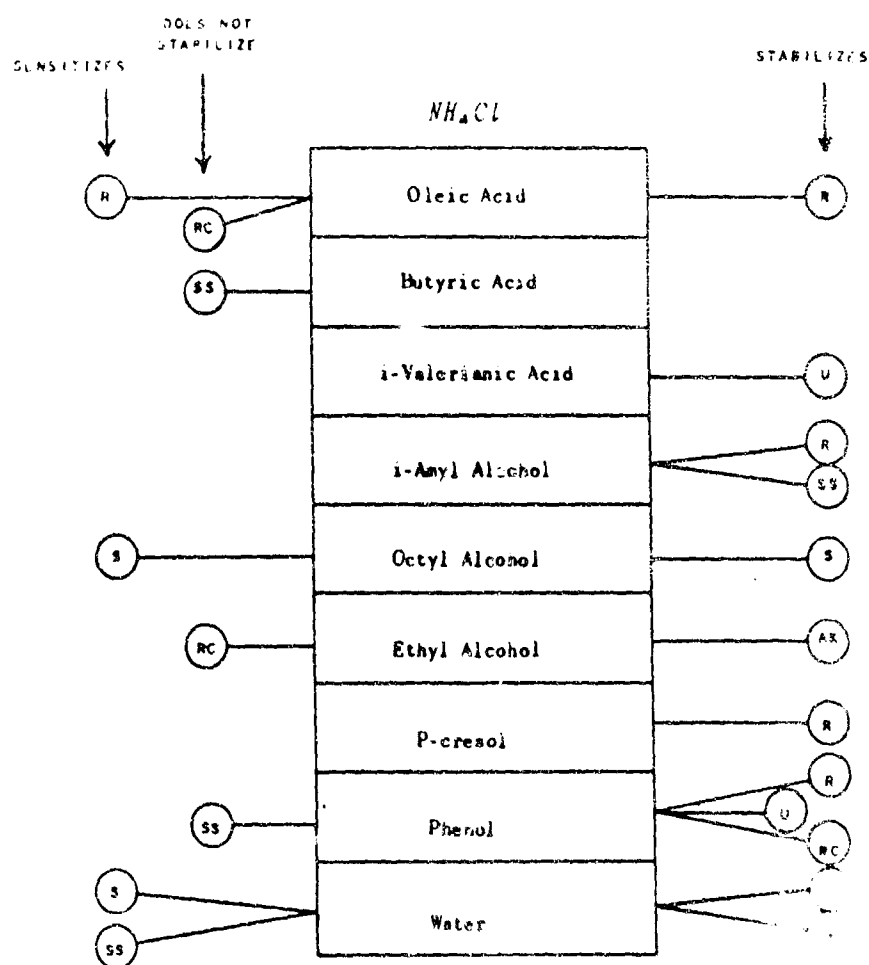 DOES NOT
STABILIZE
SENSITIZES
STABILIZES
NH₄Cl
R
Oleic Acid
R
RC
SS
Butyric Acid
i-Valerianic Acid
U
i-Amyl Alcohol
R
SS
S
Octyl Alcohol
S
RC
Ethyl Alcohol
P-cresol
R
R
SS
Phenol
U
RC
S
Water
SS